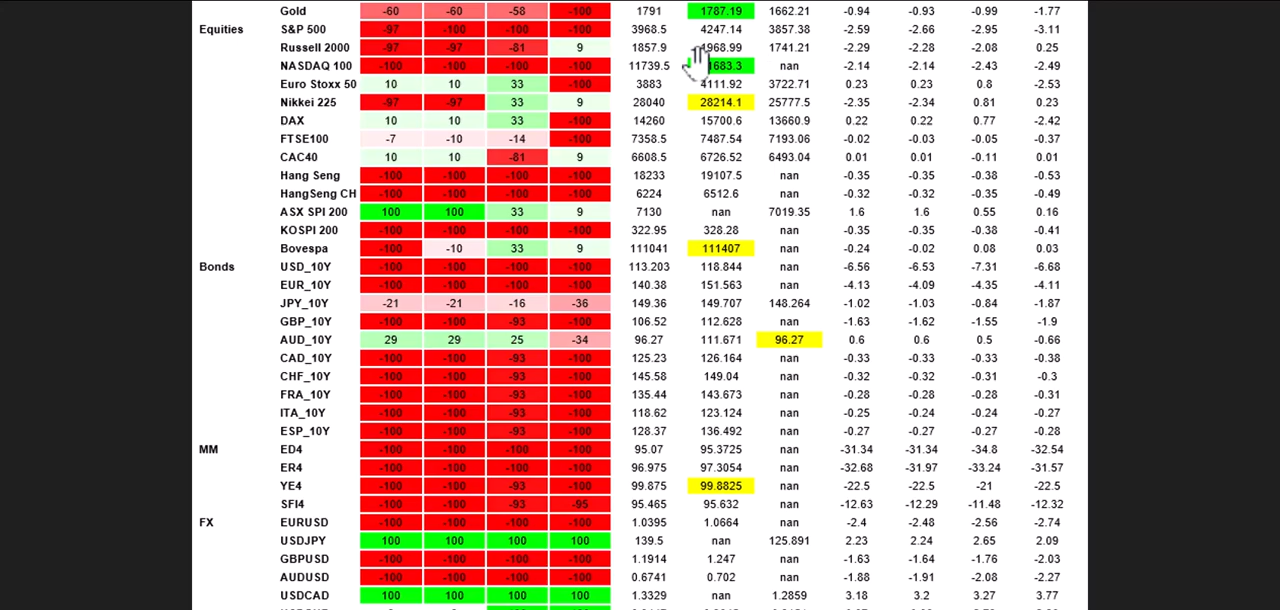 Gold -60 -60 -58 -100 1791 1787.19 1662.21 -0.94 -0.93 -0.99 -1.77
Equities S&P 500 -97 -100 -100 -100 3968.5 4247.14 3857.38 -2.59 -2.66 -2.95 -3.11
Russell 2000 -97 -97 -81 9 1857.9 1968.99 1741.21 -2.29 -2.28 -2.08 0.25
NASDAQ 100 -100 -100 -100 -100 11739.5 1683.3 nan -2.14 -2.14 -2.43 -2.49
Euro Stoxx 50 10 10 33 -100 3883 4111.92 3722.71 0.23 0.23 0.8 -2.53
Nikkei 225 -97 -97 33 9 28040 28214.1 25777.5 -2.35 -2.34 0.81 0.23
DAX 10 10 33 -100 14260 15700.6 13660.9 0.22 0.22 0.77 -2.42
FTSE100 -7 -10 -14 -100 7358.5 7487.54 7193.06 -0.02 -0.03 -0.05 -0.37
CAC40 10 10 -81 9 6608.5 6726.52 6493.04 0.01 0.01 -0.11 0.01
Hang Seng -100 -100 -100 -100 18233 19107.5 nan -0.35 -0.35 -0.38 -0.53
HangSeng CH -100 -100 -100 -100 6224 6512.6 nan -0.32 -0.32 -0.35 -0.49
ASX SPI 200 100 100 33 9 7130 nan 7019.35 1.6 1.6 0.55 0.16
KOSPI 200 -100 -100 -100 -100 322.95 328.28 nan -0.35 -0.35 -0.38 -0.41
Bovespa -100 -10 33 9 111041 111407 nan -0.24 -0.02 0.08 0.03
Bonds USD_10Y -100 -100 -100 -100 113.203 118.844 nan -6.56 -6.53 -7.31 -6.68
EUR_10Y -100 -100 -100 -100 140.38 151.563 nan -4.13 -4.09 -4.35 -4.11
JPY_10Y -21 -21 -16 -36 149.36 149.707 148.264 -1.02 -1.03 -0.84 -1.87
GBP_10Y -100 -100 -93 -100 106.52 112.628 nan -1.63 -1.62 -1.55 -1.9
AUD_10Y 29 29 25 -34 96.27 111.671 96.27 0.6 0.6 0.5 -0.66
CAD_10Y -100 -100 -93 -100 125.23 126.164 nan -0.33 -0.33 -0.33 -0.38
CHF_10Y -100 -100 -93 -100 145.58 149.04 nan -0.32 -0.32 -0.31 -0.3
FRA_10Y -100 -100 -93 -100 135.44 143.673 nan -0.28 -0.28 -0.28 -0.31
ITA_10Y -100 -100 -93 -100 118.62 123.124 nan -0.25 -0.24 -0.24 -0.27
ESP_10Y -100 -100 -93 -100 128.37 136.492 nan -0.27 -0.27 -0.27 -0.28
MM ED4 -100 -100 -100 -100 95.07 95.3725 nan -31.34 -31.34 -34.8 -32.54
ER4 -100 -100 -100 -100 96.975 97.3054 nan -32.68 -31.97 -33.24 -31.57
YE4 -100 -100 -93 -100 99.875 99.8825 nan -22.5 -22.5 -21 -22.5
SFI4 -100 -100 -93 -95 95.465 95.632 nan -12.63 -12.29 -11.48 -12.32
FX EURUSD -100 -100 -100 -100 1.0395 1.0664 nan -2.4 -2.48 -2.56 -2.74
USDJPY 100 100 100 100 139.5 nan 125.891 2.23 2.24 2.65 2.09
GBPUSD -100 -100 -100 -100 1.1914 1.247 nan -1.63 -1.64 -1.76 -2.03
AUDUSD -100 -100 -100 -100 0.6741 0.702 nan -1.88 -1.91 -2.08 -2.27
USDCAD 100 100 100 100 1.3329 nan 1.2859 3.18 3.2 3.27 3.77